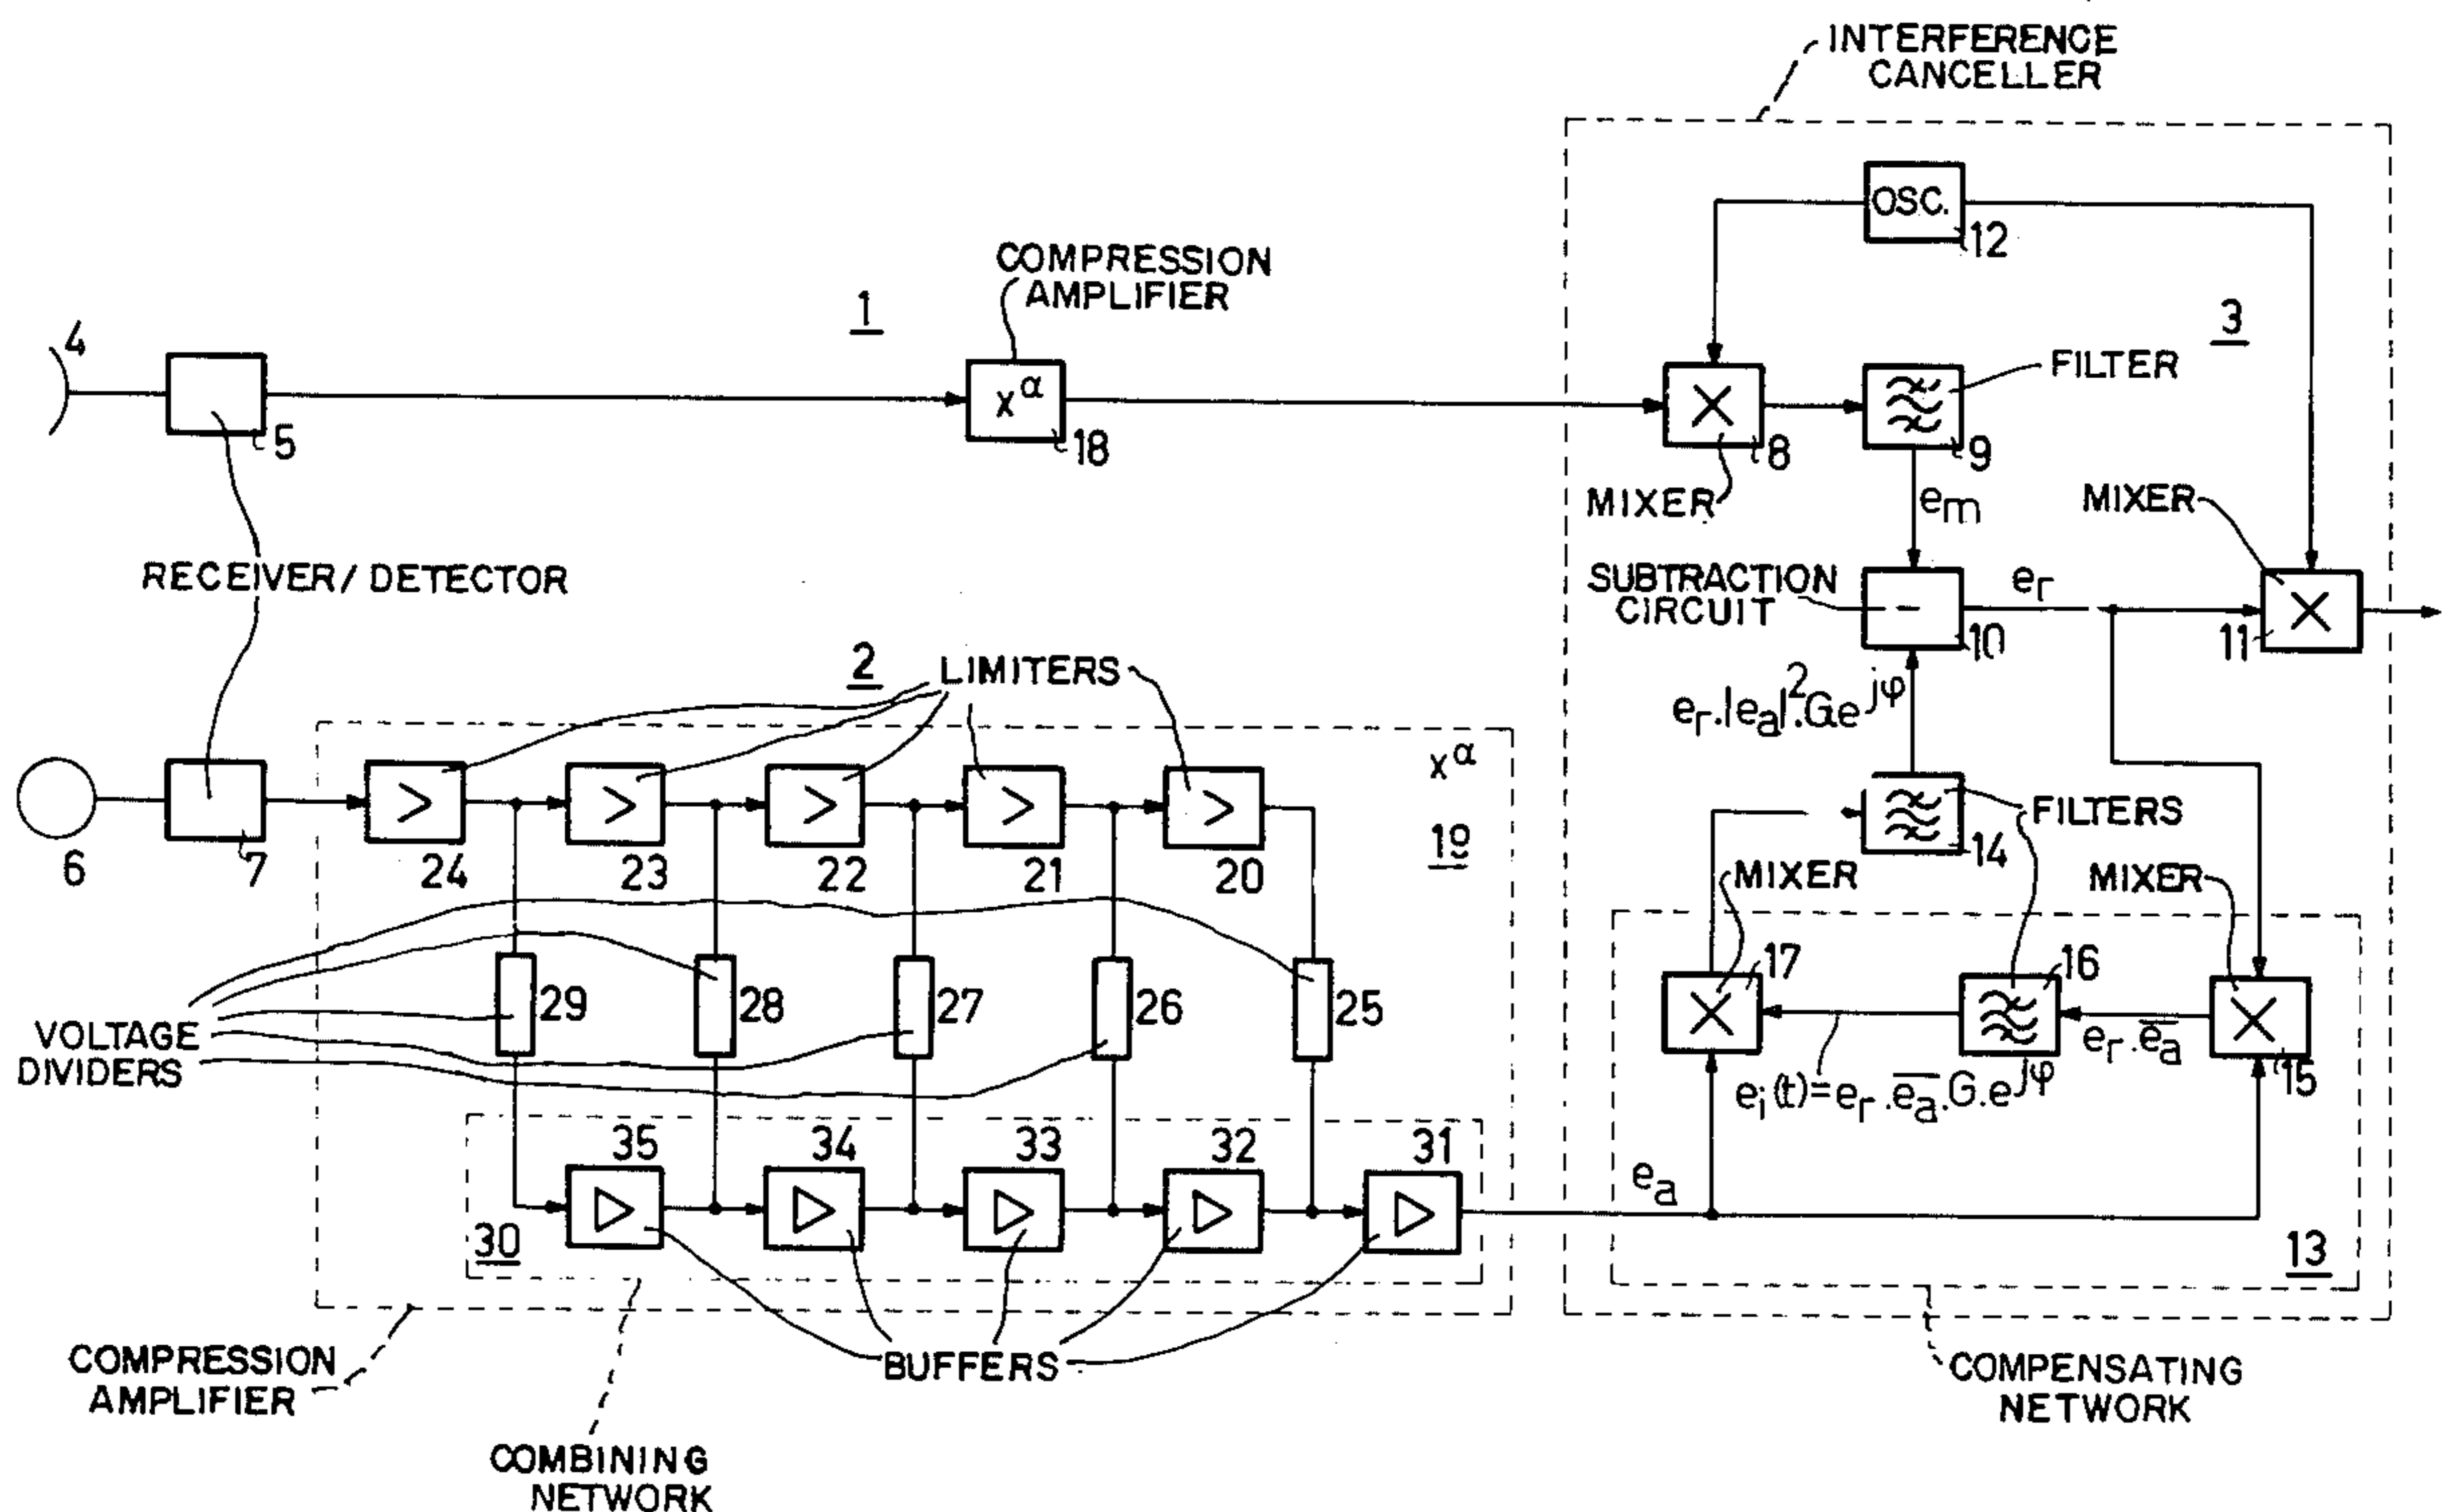 INTERFERENCE
CANCELLER
OSC.
12
COMPRESSION
AMPLIFIER
1
3
4
5
x^α
18
8
FILTER
9
MIXER
e_m
MIXER
RECEIVER/DETECTOR
SUBTRACTION
CIRCUIT
−
e_r
10
11
2
LIMITERS
e_r.|e_a|^2.Ge^jφ
x^α
19
6
7
24
23
22
21
20
14
FILTERS
MIXER
MIXER
17
16
29
28
27
26
25
VOLTAGE
DIVIDERS
e_r.e̅_a̅
15
e_i(t)=e_r.e̅_a̅.G.e^jφ
35
34
33
32
31
e_a
30
13
COMPRESSION
AMPLIFIER
BUFFERS
COMPENSATING
NETWORK
COMBINING
NETWORK